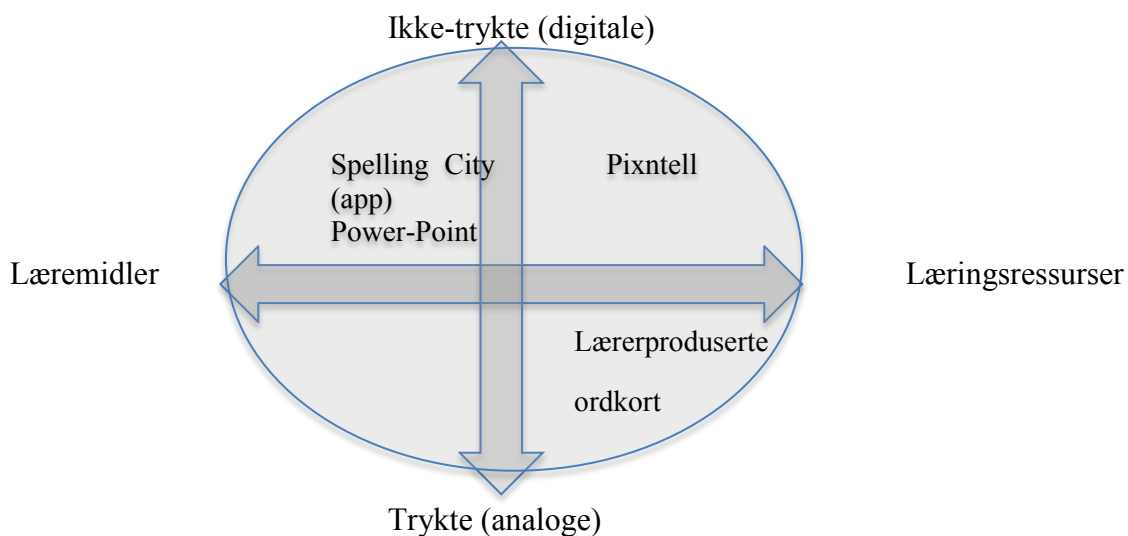 Ikke-trykte (digitale)
Spelling City
(app)
Power-Point
Pixntell
Læremidler
Læringsressurser
Lærerproduserte
ordkort
Trykte (analoge)